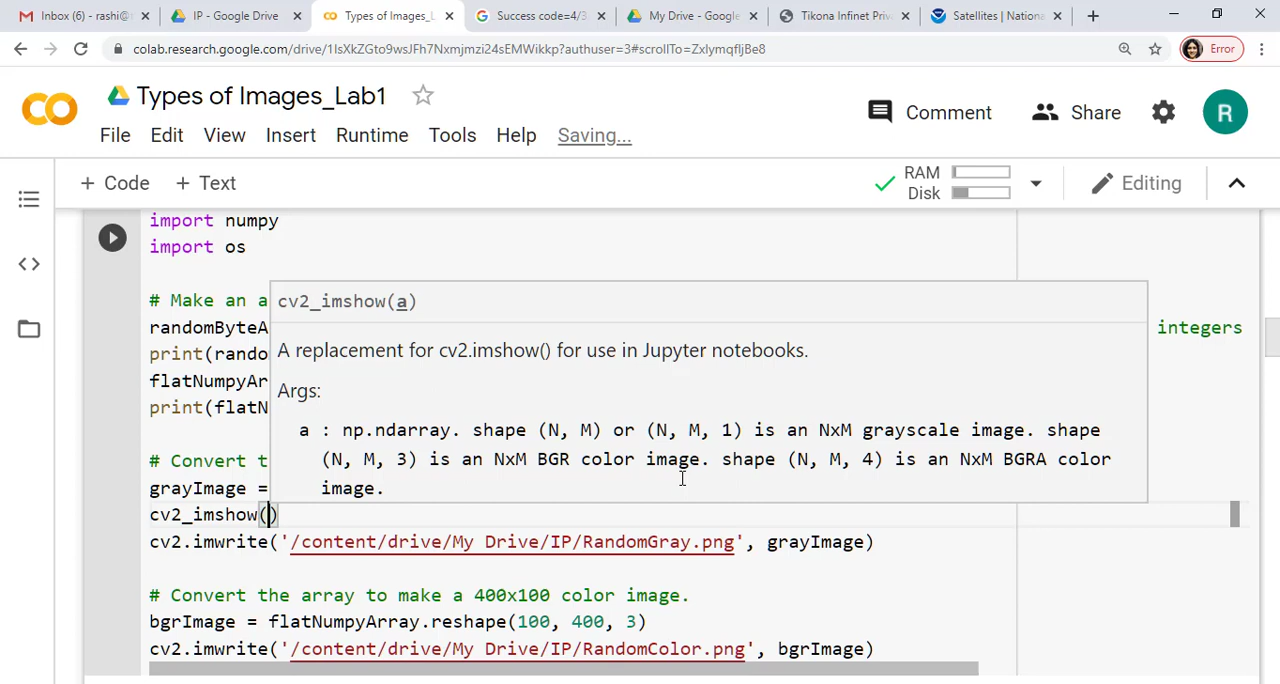 Inbox (6) - rashi@
IP - Google Drive
Types of Images_L
Success code=4/3
My Drive - Google
Tikona Infinet Priv
Satellites | Nationa
colab.research.google.com/drive/1IsXkZGto9wsJFh7Nxmjmzi24sEMWikkp?authuser=3#scrollTo=ZxlymqfljBe8
Error
CO Types of Images_Lab1
Comment Share R
File Edit View Insert Runtime Tools Help Saving...
+ Code + Text RAM Disk Editing
import numpy
import os
# Make an a
randomByteA integers
print(rando
flatNumpyAr
print(flatN
cv2_imshow(a)
A replacement for cv2.imshow() for use in Jupyter notebooks.
Args:
a : np.ndarray. shape (N, M) or (N, M, 1) is an NxM grayscale image. shape
(N, M, 3) is an NxM BGR color image. shape (N, M, 4) is an NxM BGRA color
image.
# Convert t
grayImage =
cv2_imshow()
cv2.imwrite('/content/drive/My Drive/IP/RandomGray.png', grayImage)
# Convert the array to make a 400x100 color image.
bgrImage = flatNumpyArray.reshape(100, 400, 3)
cv2.imwrite('/content/drive/My Drive/IP/RandomColor.png', bgrImage)